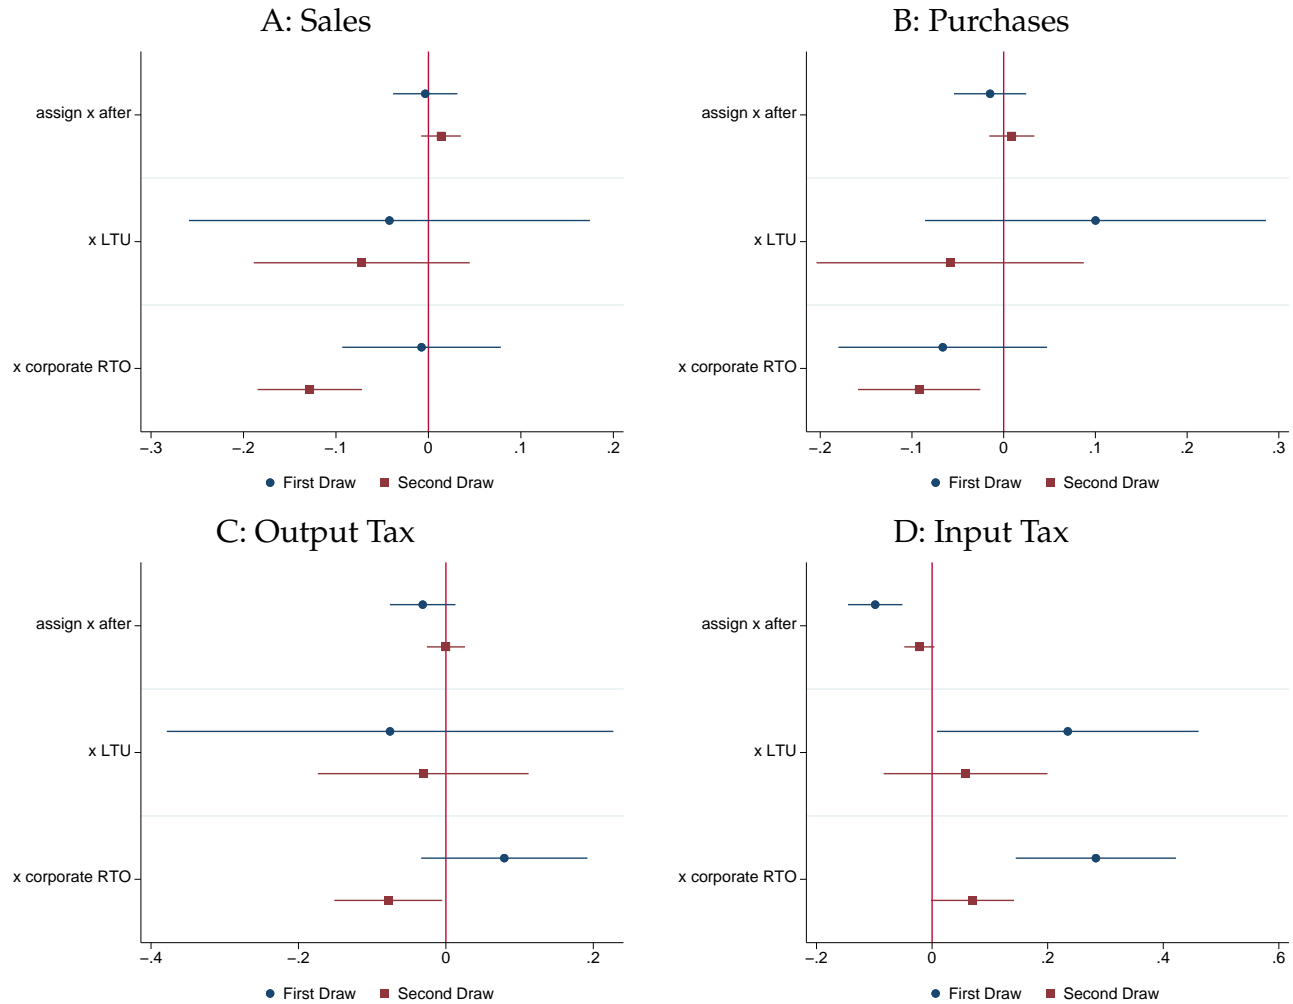 A: Sales
assign x after
x LTU
x corporate RTO
−.3 −.2 −.1 0 .1 .2
First Draw Second Draw
B: Purchases
assign x after
x LTU
x corporate RTO
−.2 −.1 0 .1 .2 .3
First Draw Second Draw
C: Output Tax
assign x after
x LTU
x corporate RTO
−.4 −.2 0 .2
First Draw Second Draw
D: Input Tax
assign x after
x LTU
x corporate RTO
−.2 0 .2 .4 .6
First Draw Second Draw